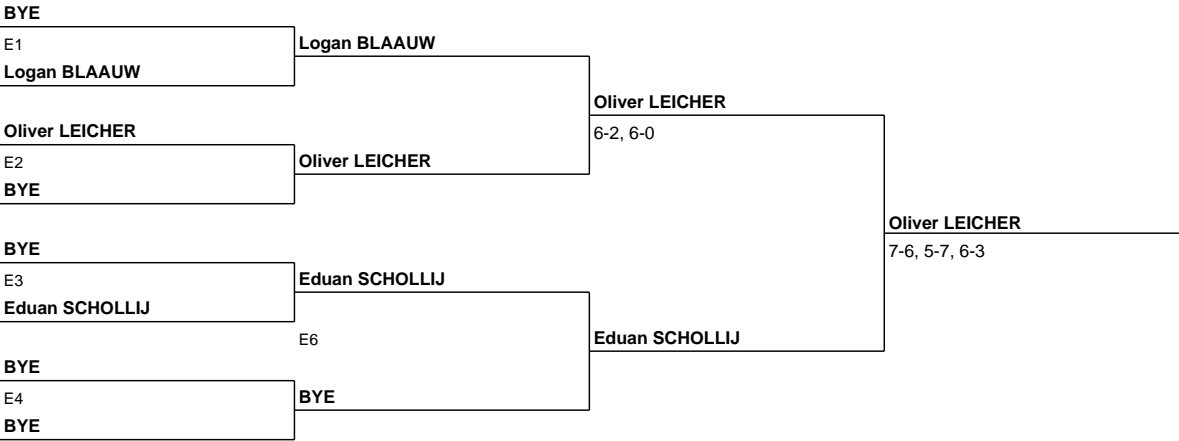 BYE
E1
Logan BLAAUW
Logan BLAAUW
Oliver LEICHER
6-2, 6-0
Oliver LEICHER
E2
BYE
Oliver LEICHER
Oliver LEICHER
7-6, 5-7, 6-3
BYE
E3
Eduan SCHOLLIJ
Eduan SCHOLLIJ
E6
Eduan SCHOLLIJ
BYE
E4
BYE
BYE